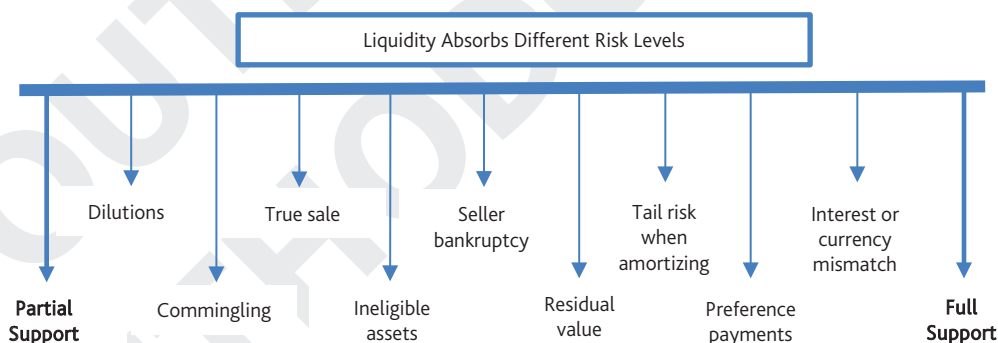 Liquidity Absorbs Different Risk Levels
Dilutions
True sale
Seller
bankruptcy
Tail risk
when
amortizing
Interest or
currency
mismatch
Partial
Support
Commingling
Ineligible
assets
Residual
value
Preference
payments
Full
Support